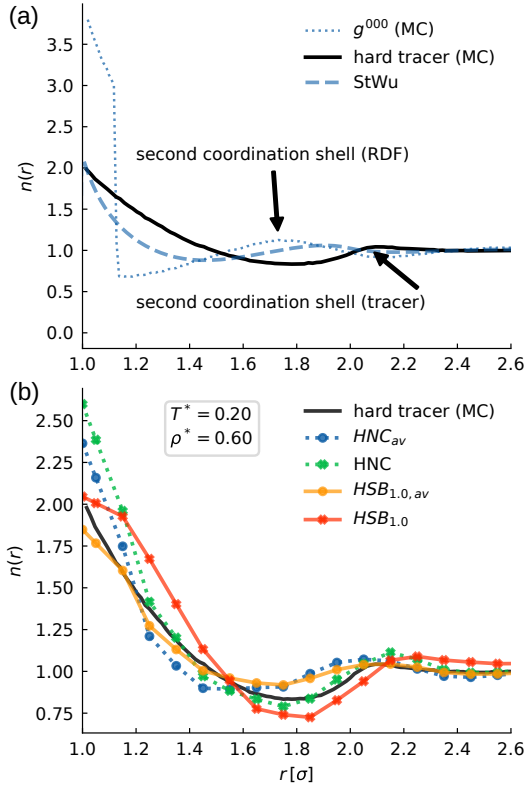 (a)
g⁰⁰⁰ (MC)
hard tracer (MC)
StWu
second coordination shell (RDF)
second coordination shell (tracer)
n(r)
3.5
3.0
2.5
2.0
1.5
1.0
0.5
0.0
1.0 1.2 1.4 1.6 1.8 2.0 2.2 2.4 2.6
(b)
T* = 0.20
ρ* = 0.60
hard tracer (MC)
HNC_av
HNC
HSB_1.0,av
HSB_1.0
n(r)
2.50
2.25
2.00
1.75
1.50
1.25
1.00
0.75
1.0 1.2 1.4 1.6 1.8 2.0 2.2 2.4 2.6
r [σ]